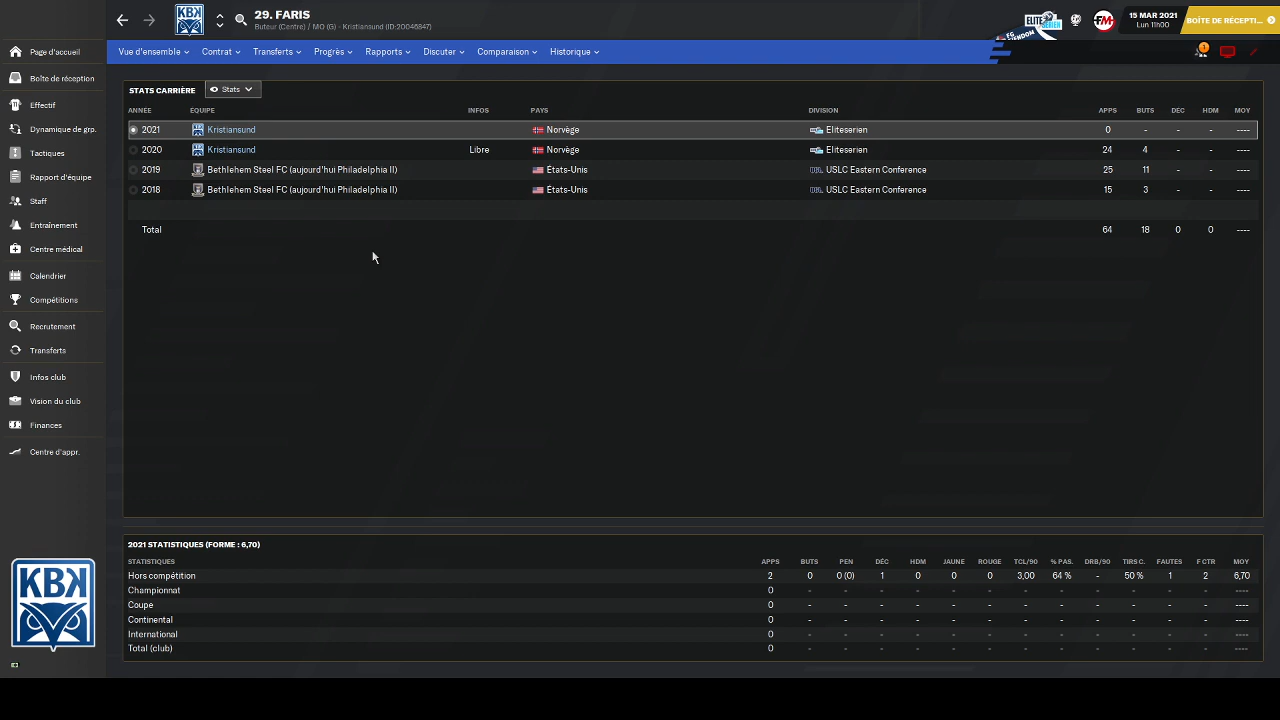 29. FARIS
Buteur (Centre) / MO (G) - Kristiansund (ID:20046847)
15 MAR 2021
Lun 11h00
BOÎTE DE RÉCEPTI...
Page d'accueil
Boîte de réception
Effectif
Dynamique de grp.
Tactiques
Rapport d'équipe
Staff
Entraînement
Centre médical
Calendrier
Compétitions
Recrutement
Transferts
Infos club
Vision du club
Finances
Centre d'appr.
KBK
Vue d'ensemble Contrat Transferts Progrès Rapports Discuter Comparaison Historique
1
STATS CARRIÈRE Stats
ANNÉE ÉQUIPE INFOS PAYS DIVISION APPS BUTS DÉC HDM MOY
2021 Kristiansund Norvège Eliteserien 0 - - - ----
2020 Kristiansund Libre Norvège Eliteserien 24 4 - - ----
2019 Bethlehem Steel FC (aujourd'hui Philadelphia II) États-Unis USLC Eastern Conference 25 11 - - ----
2018 Bethlehem Steel FC (aujourd'hui Philadelphia II) États-Unis USLC Eastern Conference 15 3 - - ----
Total 64 18 0 0 ----
2021 STATISTIQUES (FORME : 6,70)
STATISTIQUES APPS BUTS PEN DÉC HDM JAUNE ROUGE TCL/90 % PAS. DRB/90 TIRS C. FAUTES F CTR MOY
Hors compétition 2 0 0 (0) 1 0 0 0 3,00 64 % - 50 % 1 2 6,70
Championnat 0 - - - - - - - - - - - - ----
Coupe 0 - - - - - - - - - - - - ----
Continental 0 - - - - - - - - - - - - ----
International 0 - - - - - - - - - - - - ----
Total (club) 0 - - - - - - - - - - - - ----